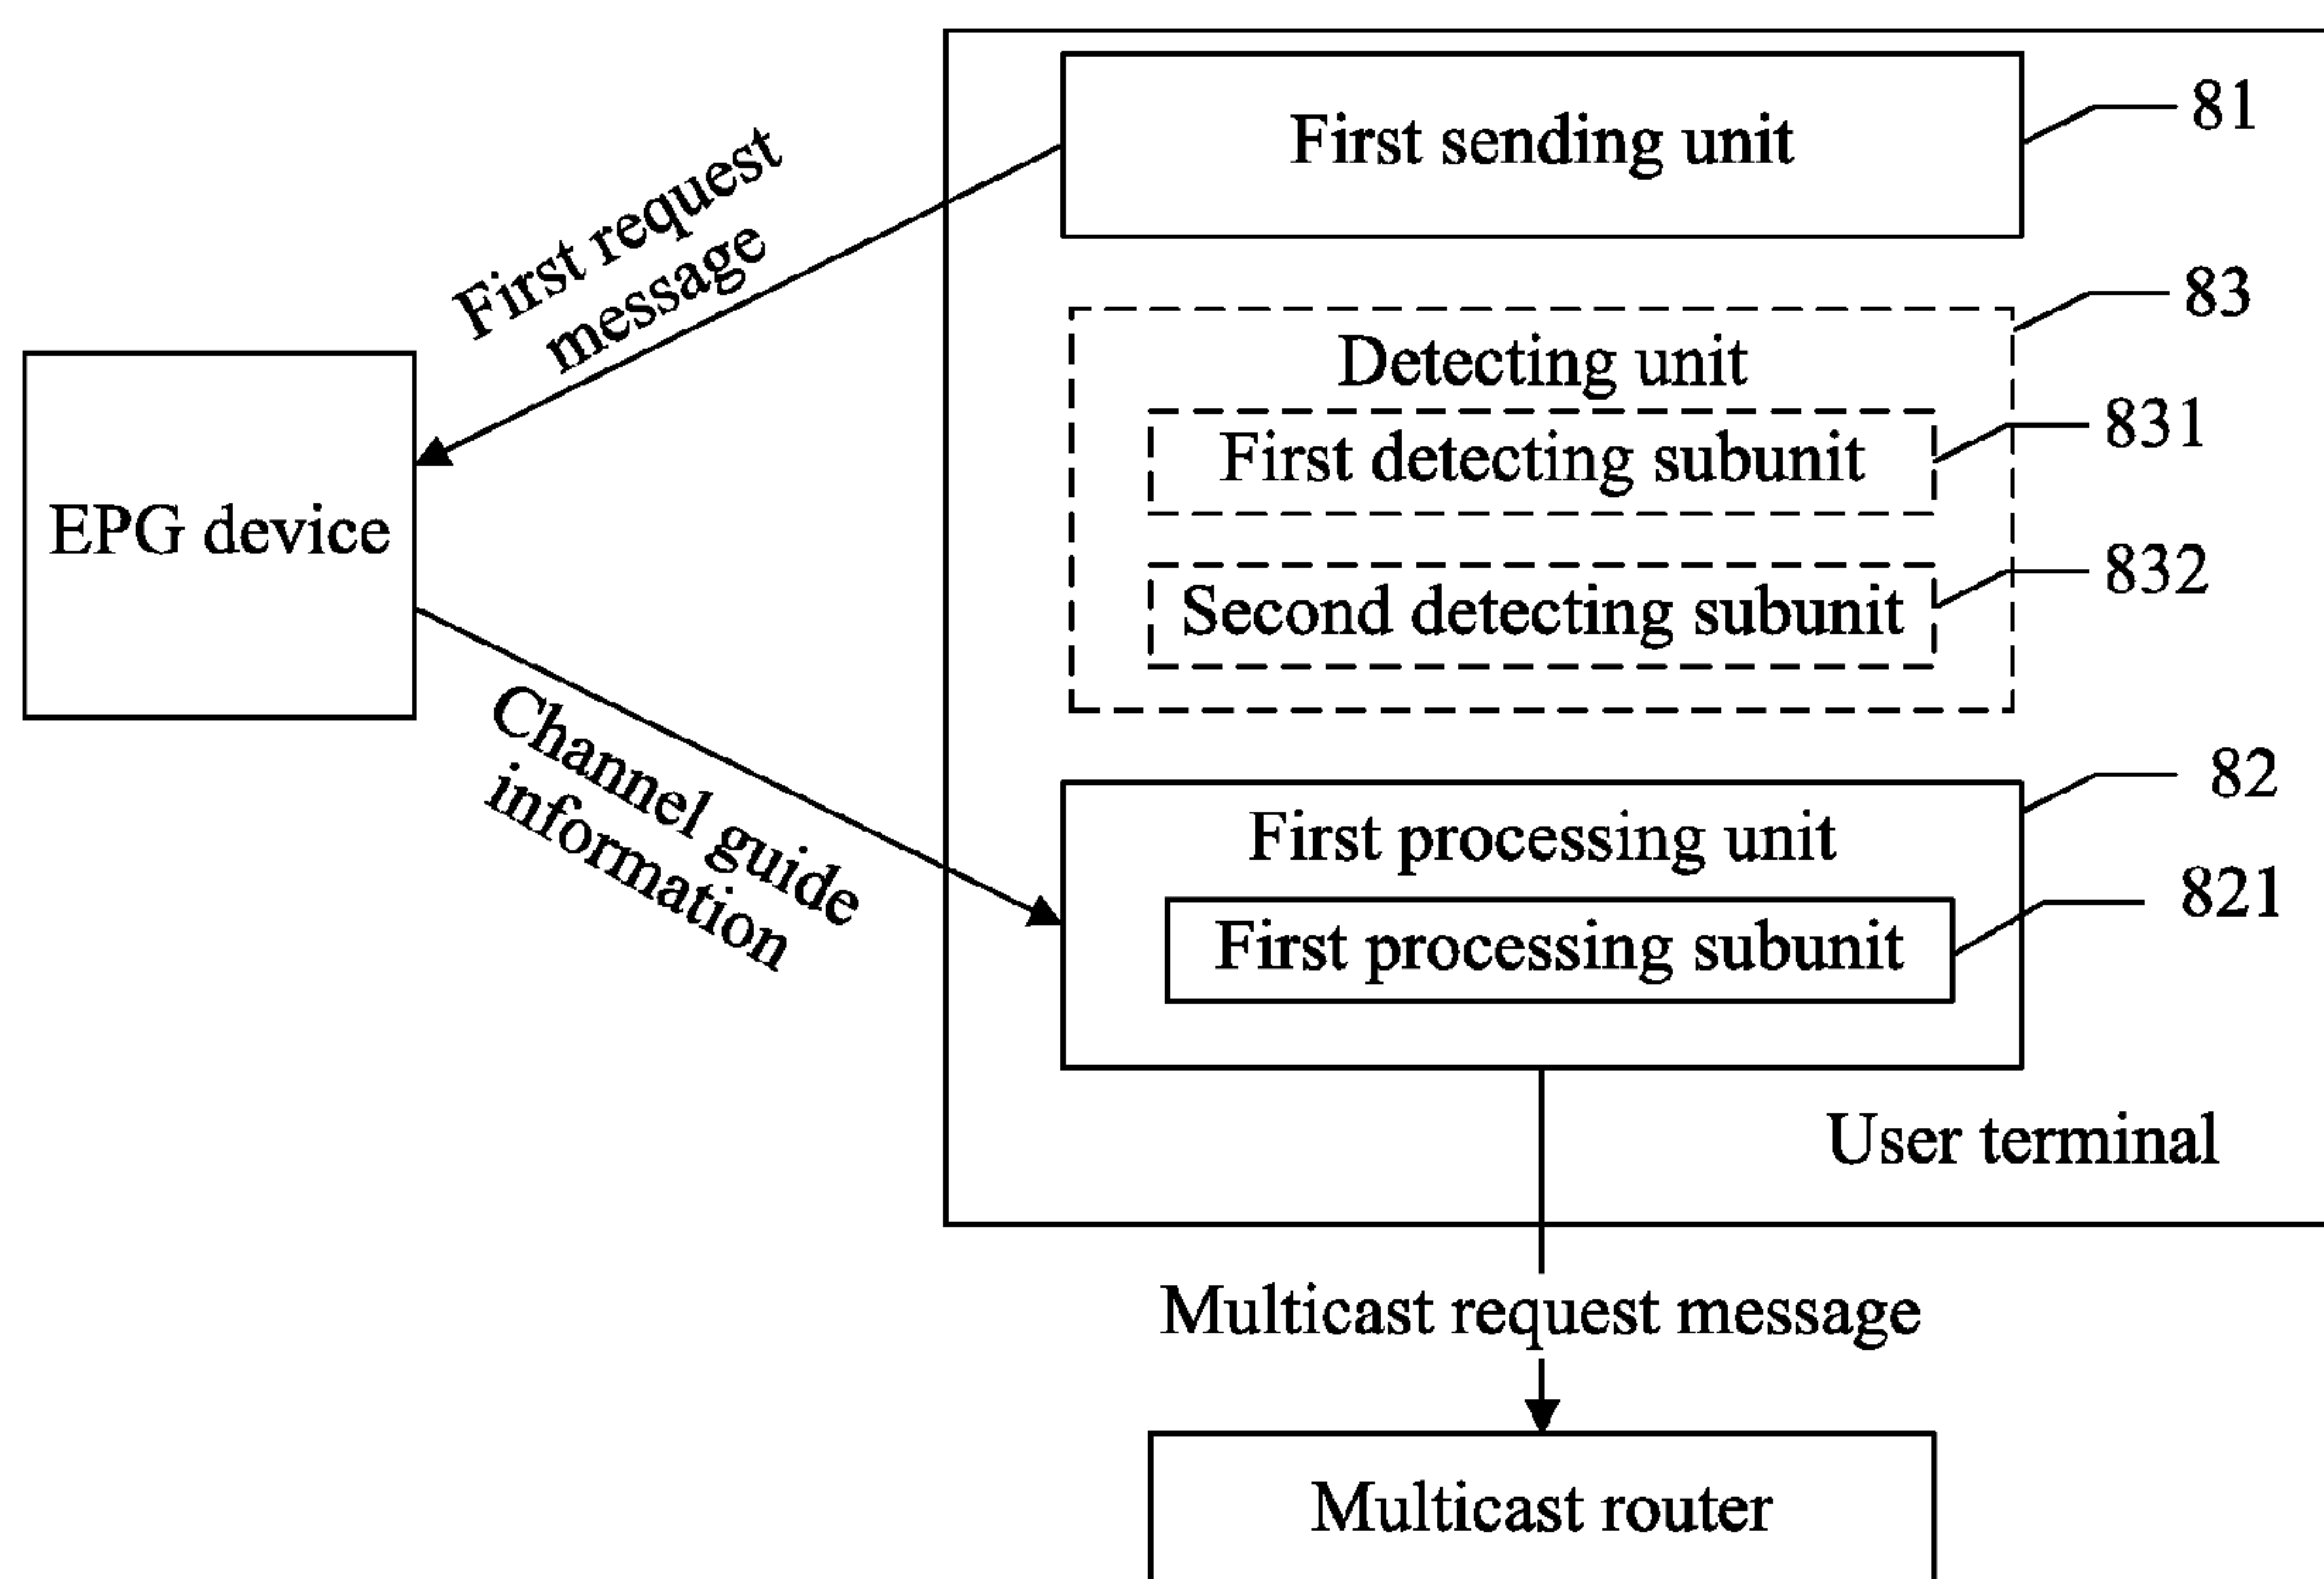 First sending unit
81
First request
message
83
Detecting unit
First detecting subunit
831
EPG device
Second detecting subunit
832
Channel guide
information
82
First processing unit
First processing subunit
821
User terminal
Multicast request message
Multicast router